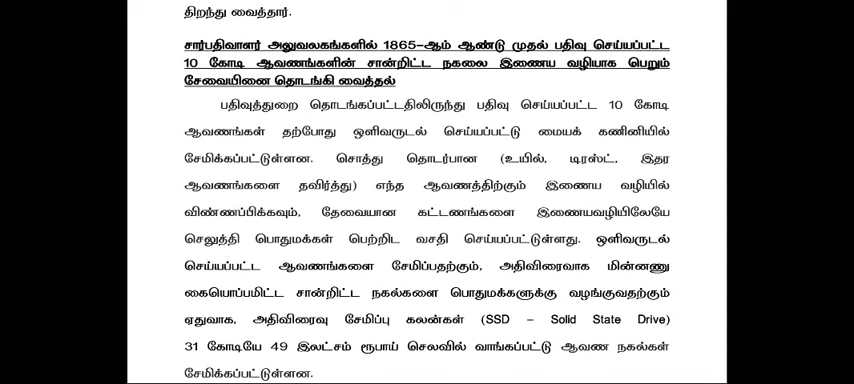 திறந்து வைத்தார்.
சார்பதிவாளர் அலுவலகங்களில் 1865-ஆம் ஆண்டு முதல் பதிவு செய்யப்பட்ட
10 கோடி ஆவணங்களின் சான்றிட்ட நகலை இணைய வழியாக பெறும்
சேவையினை தொடங்கி வைத்தல்
பதிவுத்துறை தொடங்கப்பட்டதிலிருந்து பதிவு செய்யப்பட்ட 10 கோடி
ஆவணங்கள் தற்போது ஒளிவருடல் செய்யப்பட்டு மையக் கணினியில்
சேமிக்கப்பட்டுள்ளன. சொத்து தொடர்பான (உயில், டிரஸ்ட், இதர
ஆவணங்களை தவிர்த்து) எந்த ஆவணத்திற்கும் இணைய வழியில்
விண்ணப்பிக்கவும், தேவையான கட்டணங்களை இணையவழியிலேயே
செலுத்தி பொதுமக்கள் பெற்றிட வசதி செய்யப்பட்டுள்ளது. ஒளிவருடல்
செய்யப்பட்ட ஆவணங்களை சேமிப்பதற்கும், அதிவிரைவாக மின்னணு
கையொப்பமிட்ட சான்றிட்ட நகல்களை பொதுமக்களுக்கு வழங்குவதற்கும்
ஏதுவாக, அதிவிரைவு சேமிப்பு கலன்கள் (SSD – Solid State Drive)
31 கோடியே 49 இலட்சம் ரூபாய் செலவில் வாங்கப்பட்டு ஆவண நகல்கள்
சேமிக்கப்பட்டுள்ளன.